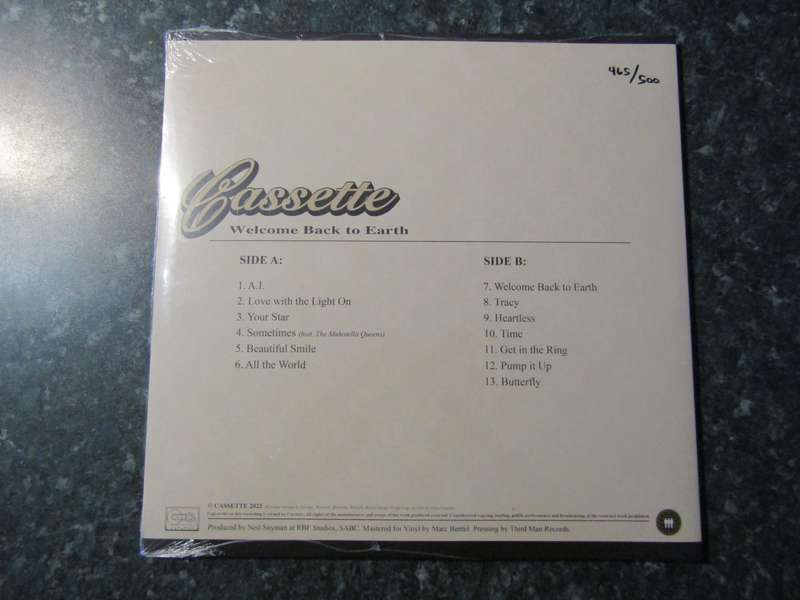 465/500
Cassette
Welcome Back to Earth
SIDE A:
1. A.I.
2. Love with the Light On
3. Your Star
4. Sometimes (feat. The Mahotella Queens)
5. Beautiful Smile
6. All the World
SIDE B:
7. Welcome Back to Earth
8. Tracy
9. Heartless
10. Time
11. Get in the Ring
12. Pump it Up
13. Butterfly
© CASSETTE 2022
Produced by Neil Snyman at RBF Studios, SABC. Mastered for Vinyl by Marc Bentel. Pressing by Third Man Records.